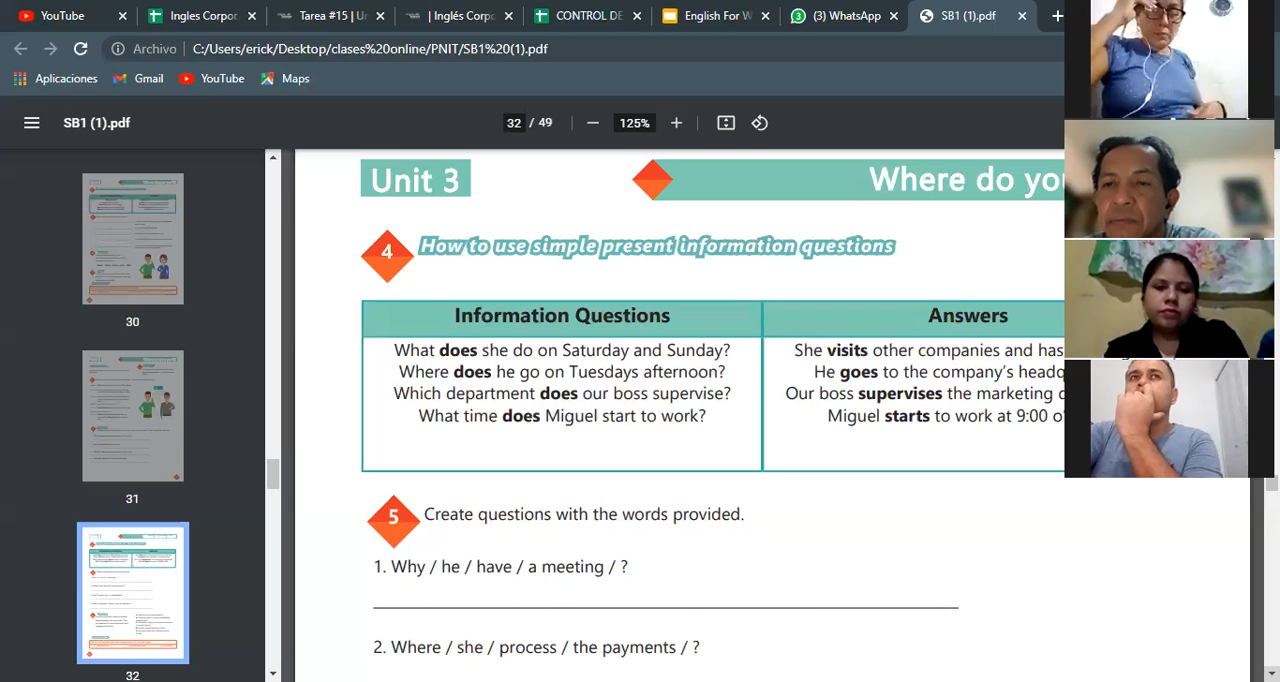 YouTube
Ingles Corpor
Tarea #15 | U
| Inglés Corpo
CONTROL DE
English For W
(3) WhatsApp
SB1 (1).pdf
Archivo
C:/Users/erick/Desktop/clases%20online/PNIT/SB1%20(1).pdf
Aplicaciones
Gmail
YouTube
Maps
SB1 (1).pdf
32 / 49
125%
30
31
32
Unit 3
Where do you
4 How to use simple present information questions
Information Questions
Answers
What does she do on Saturday and Sunday?
She visits other companies and has
Where does he go on Tuesdays afternoon?
He goes to the company's headq
Which department does our boss supervise?
Our boss supervises the marketing
What time does Miguel start to work?
Miguel starts to work at 9:00 o
5 Create questions with the words provided.
1. Why / he / have / a meeting / ?
2. Where / she / process / the payments / ?